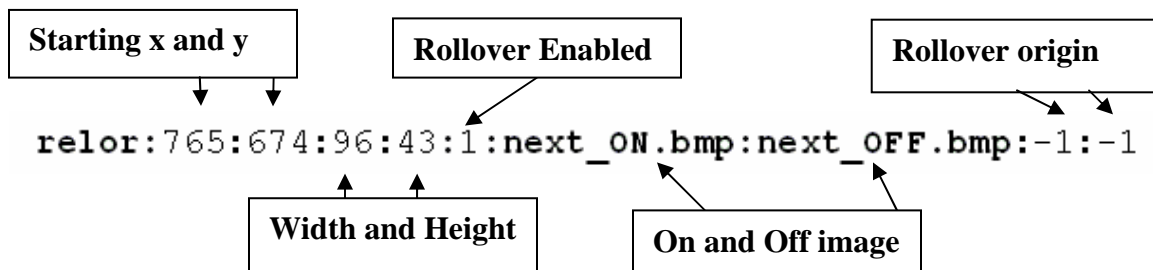 Starting x and y
Rollover Enabled
Rollover origin
relor:765:674:96:43:1:next_ON.bmp:next_OFF.bmp:-1:-1
Width and Height
On and Off image